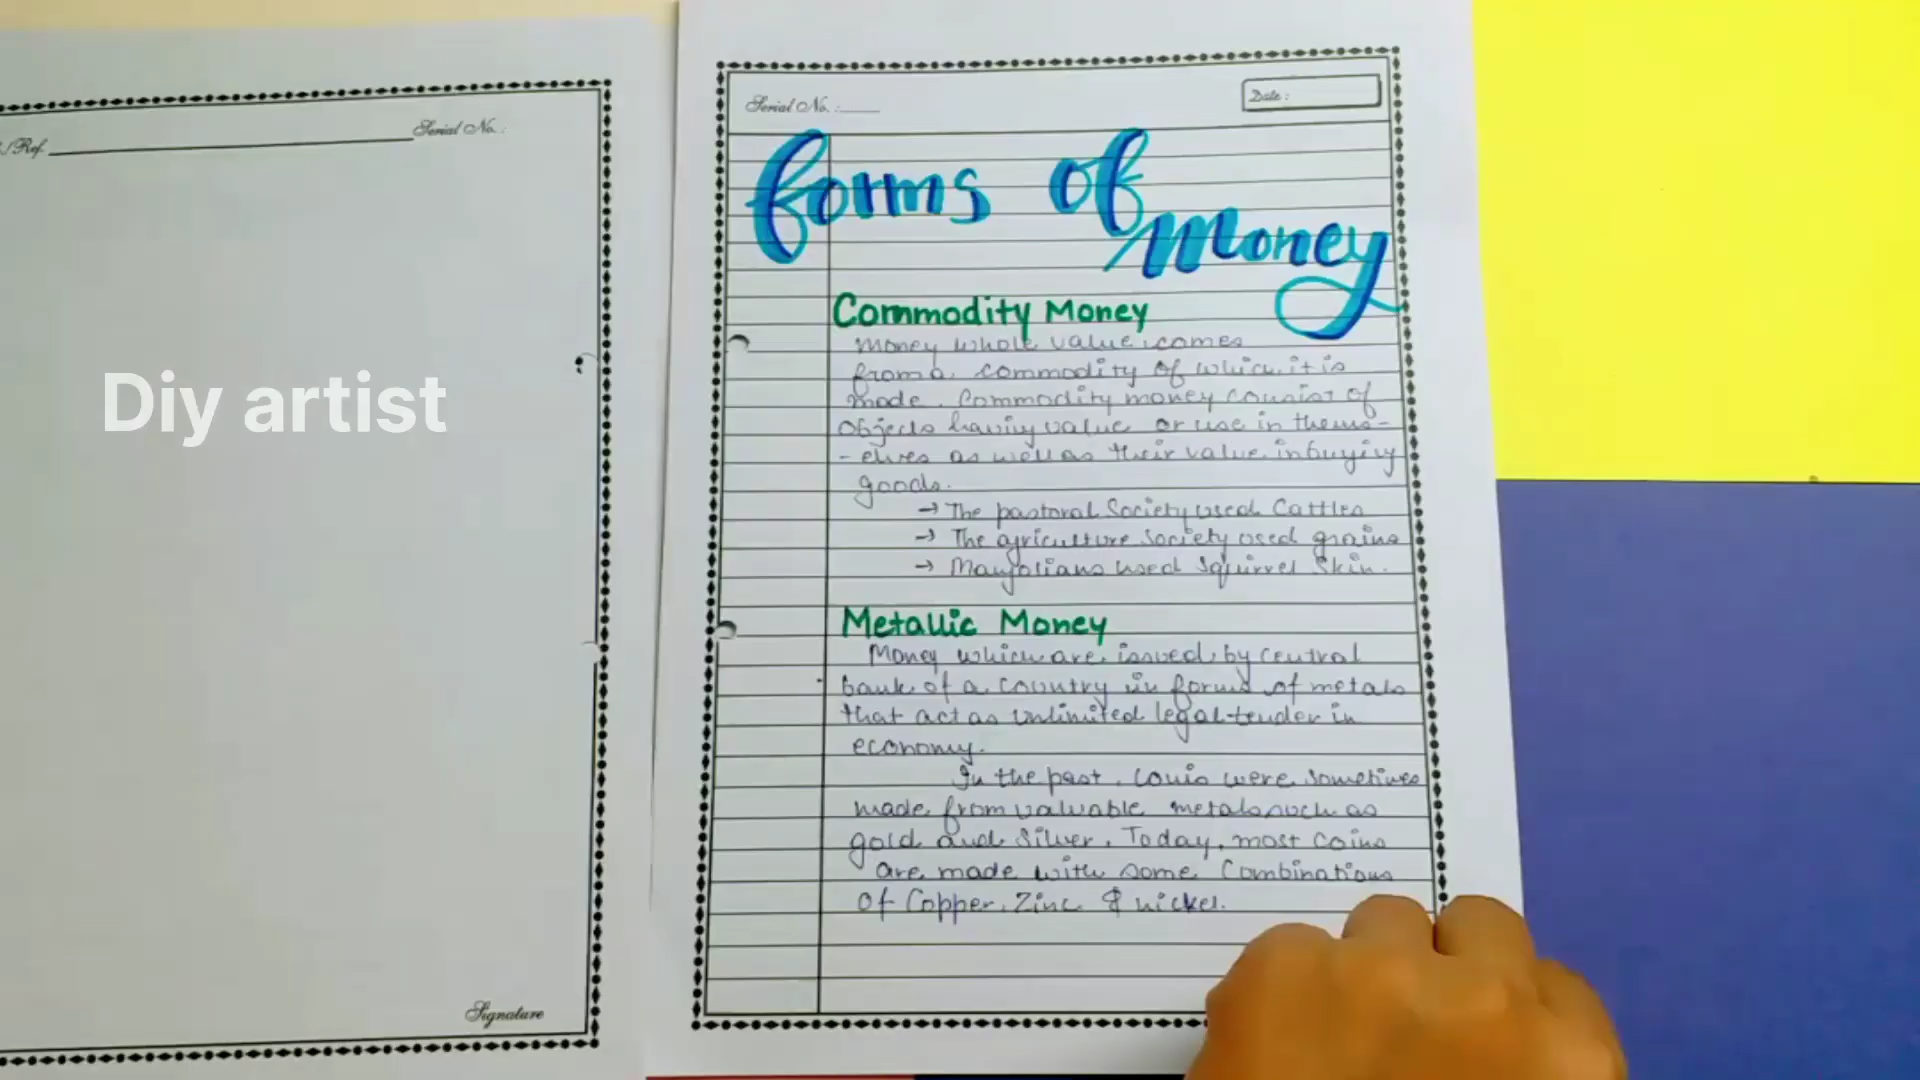 /Ref.
Serial No. :
Diy artist
Signature
Serial No. :
Date :
forms of
Money
Commodity Money
Money whole value comes
from a commodity of which it is
made. Commodity money consist of
Objects having value or use in thems-
-elves as well as their value in buying
goods.
→ The pastoral Society used Cattles
→ The agriculture Society used grains
→ used Squirrel Skin.
Metallic Money
Money which are issued by central
bank of a country in forms of metals
that act as unlimited legal-tender in
economy.
In the past, coins were sometimes
made from valuable metals such as
gold and silver. Today, most coins
are made with some Combinations
of Copper, Zinc & nickel.